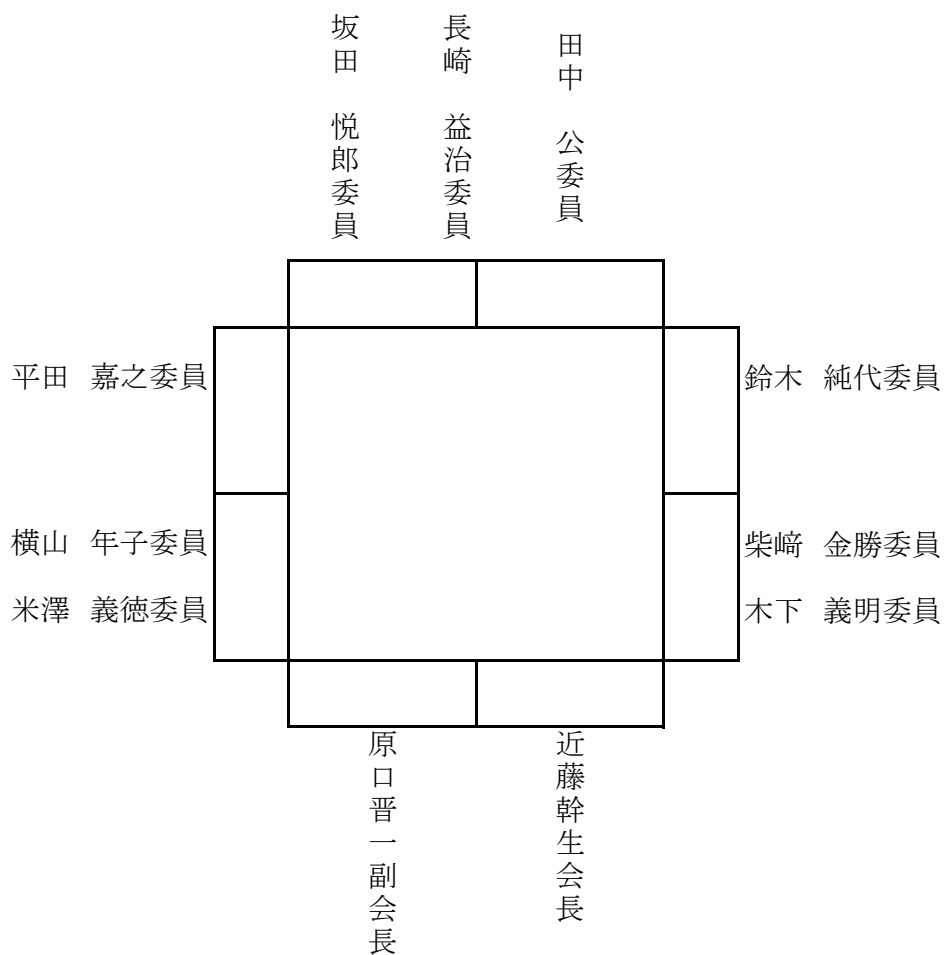 坂田　悦郎委員
長崎　益治委員
田中　公委員
平田　嘉之委員
鈴木　純代委員
横山　年子委員
柴﨑　金勝委員
米澤　義徳委員
木下　義明委員
原口晋一副会長
近藤幹生会長